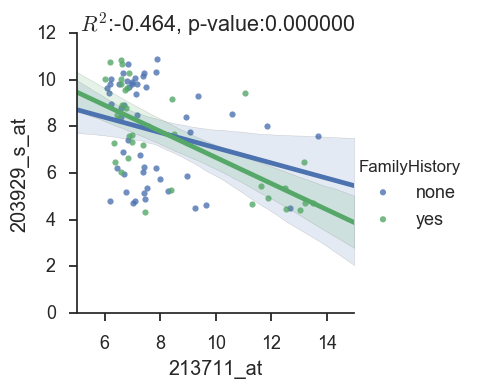 R²:-0.464, p-value:0.000000
12
10
8
6
4
2
0
203929_s_at
6 8 10 12 14
213711_at
FamilyHistory
none
yes